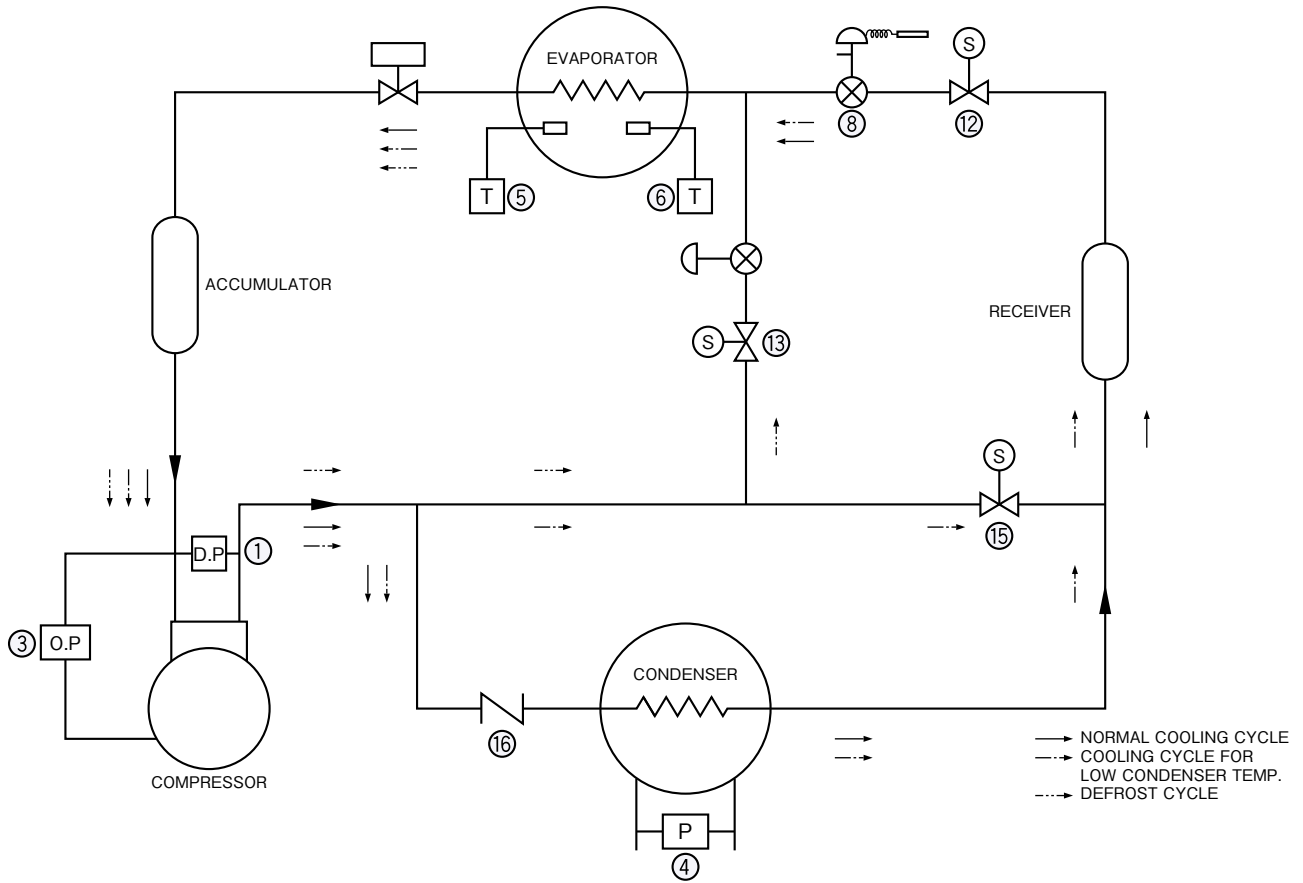 S
EVAPORATOR
8
12
T
5
6
T
ACCUMULATOR
RECEIVER
S
13
S
15
D.P
1
3
O.P
CONDENSER
16
COMPRESSOR
P
4
NORMAL COOLING CYCLE
COOLING CYCLE FOR
LOW CONDENSER TEMP.
DEFROST CYCLE